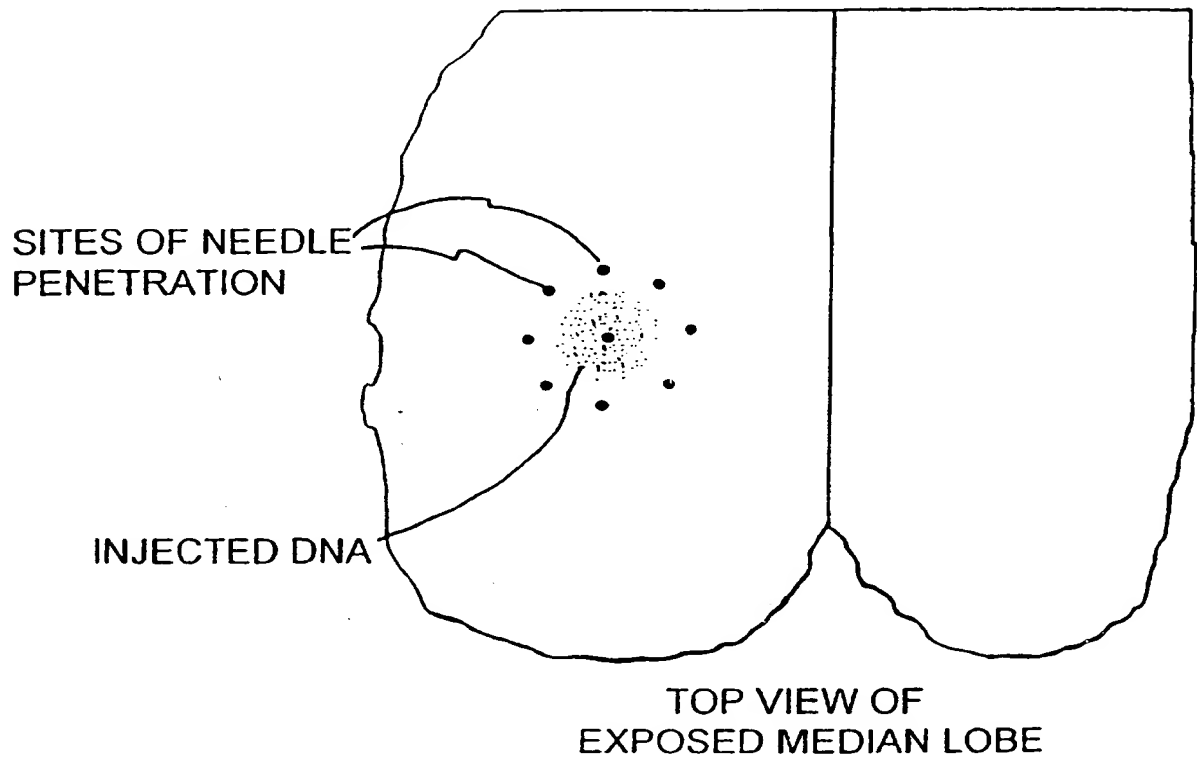 SITES OF NEEDLE
PENETRATION
INJECTED DNA
TOP VIEW OF
EXPOSED MEDIAN LOBE